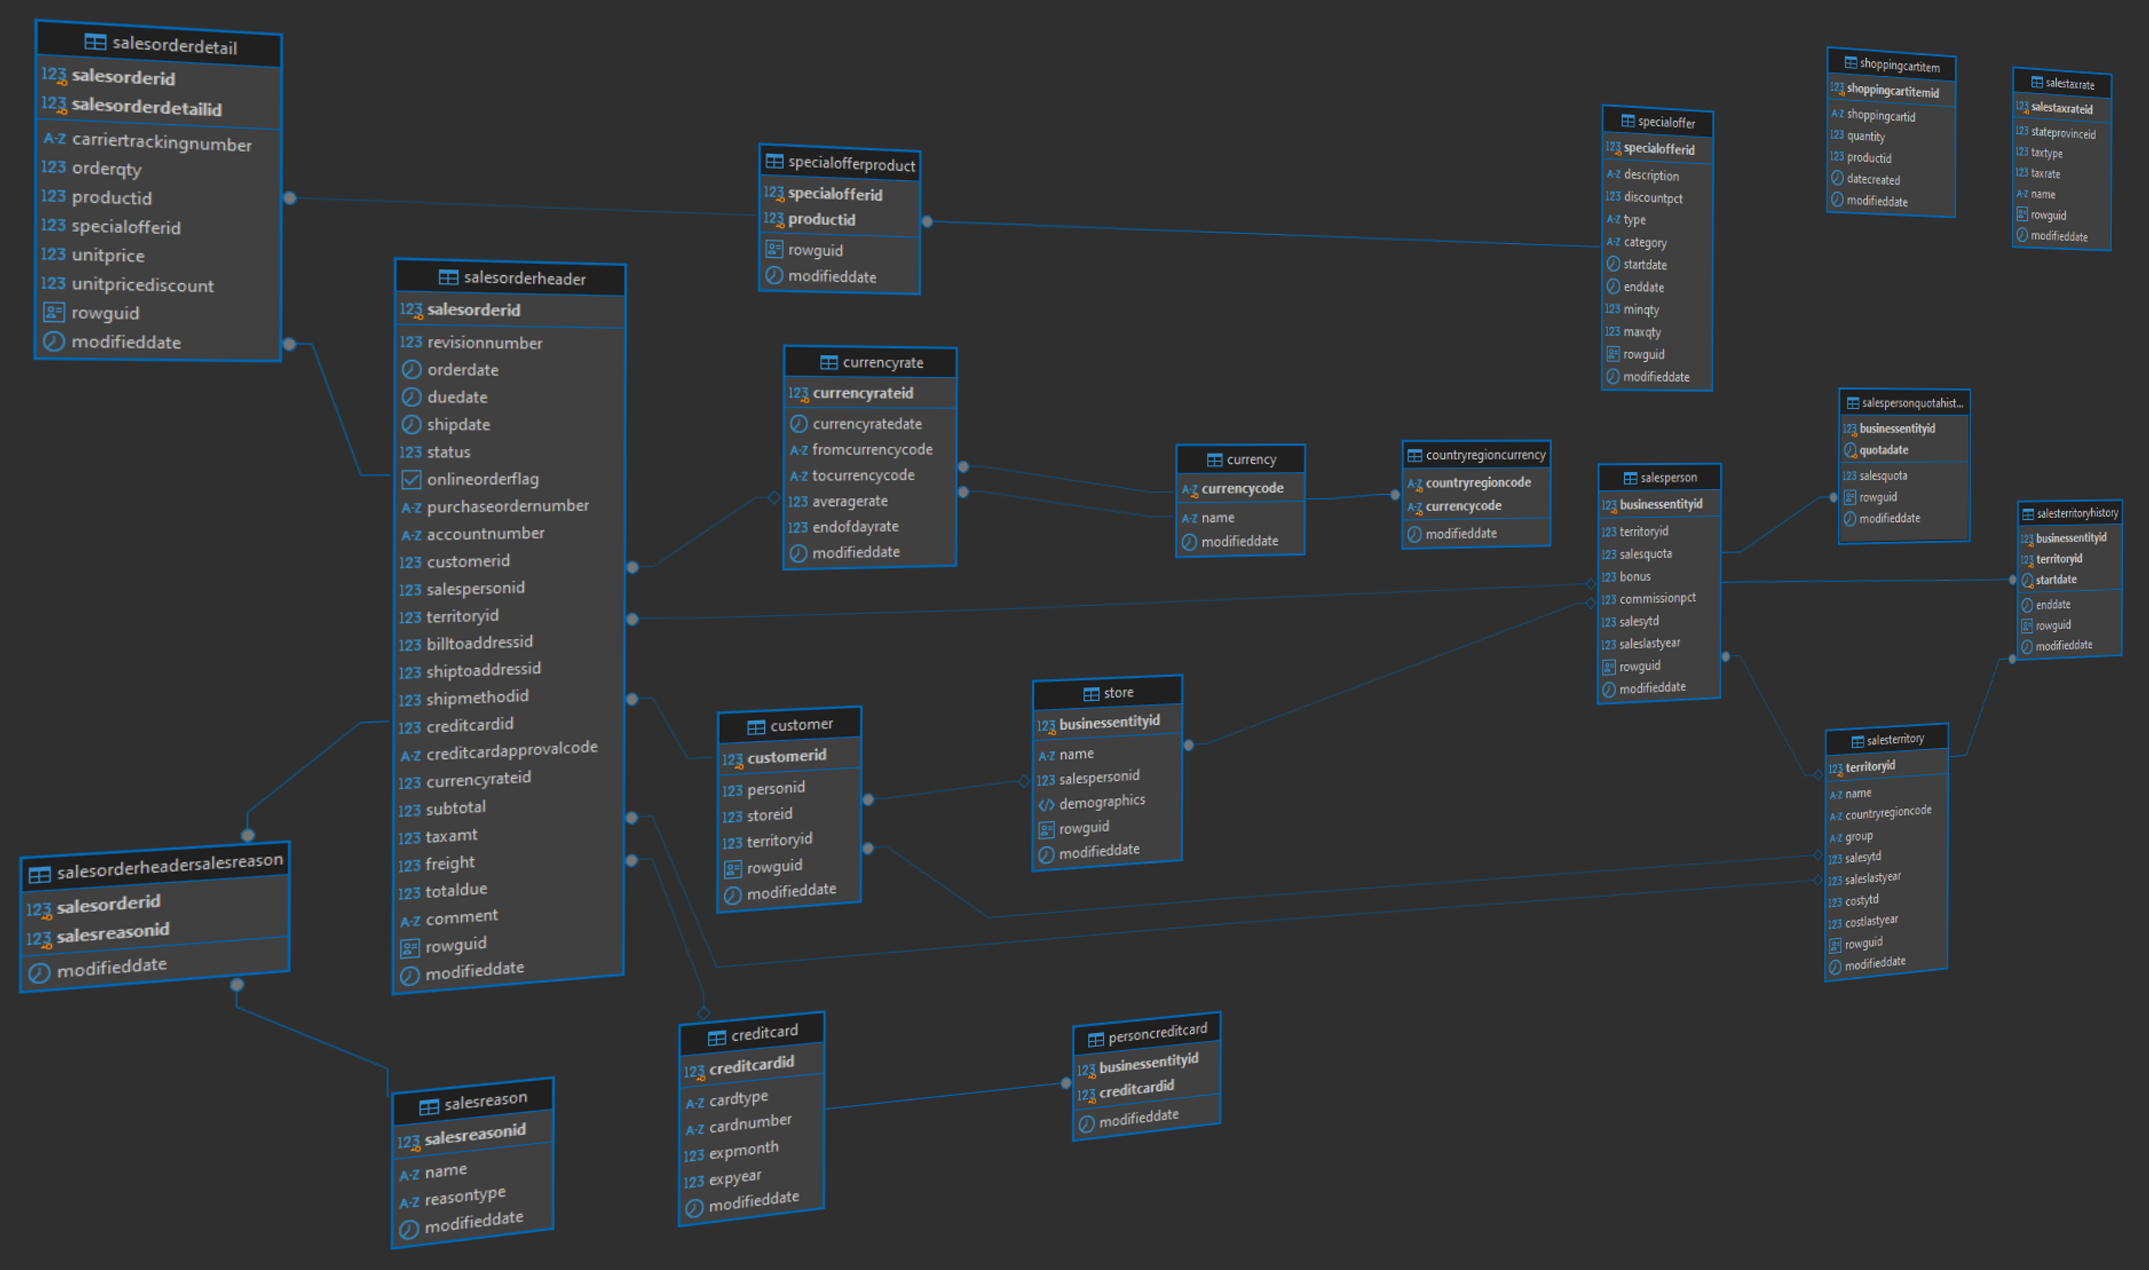 salesorderdetail
123 salesorderid
123 salesorderdetailid
A-Z carriertrackingnumber
123 orderqty
123 productid
123 specialofferid
123 unitprice
123 unitpricediscount
rowguid
modifieddate
salesorderheader
123 salesorderid
123 revisionnumber
orderdate
duedate
shipdate
123 status
onlineorderflag
A-Z purchaseordernumber
A-Z accountnumber
123 customerid
123 salespersonid
123 territoryid
123 billtoaddressid
123 shiptoaddressid
123 shipmethodid
123 creditcardid
A-Z creditcardapprovalcode
123 currencyrateid
123 subtotal
123 taxamt
123 freight
123 totaldue
A-Z comment
rowguid
modifieddate
salesorderheadersalesreason
123 salesorderid
123 salesreasonid
modifieddate
salesreason
123 salesreasonid
A-Z name
A-Z reasontype
modifieddate
specialofferproduct
123 specialofferid
123 productid
rowguid
modifieddate
currencyrate
123 currencyrateid
currencyratedate
A-Z fromcurrencycode
A-Z tocurrencycode
123 averagerate
123 endofdayrate
modifieddate
customer
123 customerid
123 personid
123 storeid
123 territoryid
rowguid
modifieddate
creditcard
123 creditcardid
A-Z cardtype
A-Z cardnumber
123 expmonth
123 expyear
modifieddate
store
123 businessentityid
A-Z name
123 salespersonid
demographics
rowguid
modifieddate
personcreditcard
123 businessentityid
123 creditcardid
modifieddate
currency
A-Z currencycode
A-Z name
modifieddate
countryregioncurrency
A-Z countryregioncode
A-Z currencycode
modifieddate
specialoffer
123 specialofferid
A-Z description
123 discountpct
A-Z type
A-Z category
startdate
enddate
123 minqty
123 maxqty
rowguid
modifieddate
salesperson
123 businessentityid
123 territoryid
123 salesquota
123 bonus
123 commissionpct
123 salesytd
123 saleslastyear
rowguid
modifieddate
shoppingcartitem
123 shoppingcartitemid
A-Z shoppingcartid
123 quantity
123 productid
datecreated
modifieddate
salestaxrate
123 salestaxrateid
123 stateprovinceid
123 taxtype
123 taxrate
A-Z name
rowguid
modifieddate
salespersonquotahist...
123 businessentityid
quotadate
123 salesquota
rowguid
modifieddate
salesterritoryhistory
123 businessentityid
123 territoryid
startdate
enddate
rowguid
modifieddate
salesterritory
123 territoryid
A-Z name
A-Z countryregioncode
A-Z group
123 salesytd
123 saleslastyear
123 costytd
123 costlastyear
rowguid
modifieddate